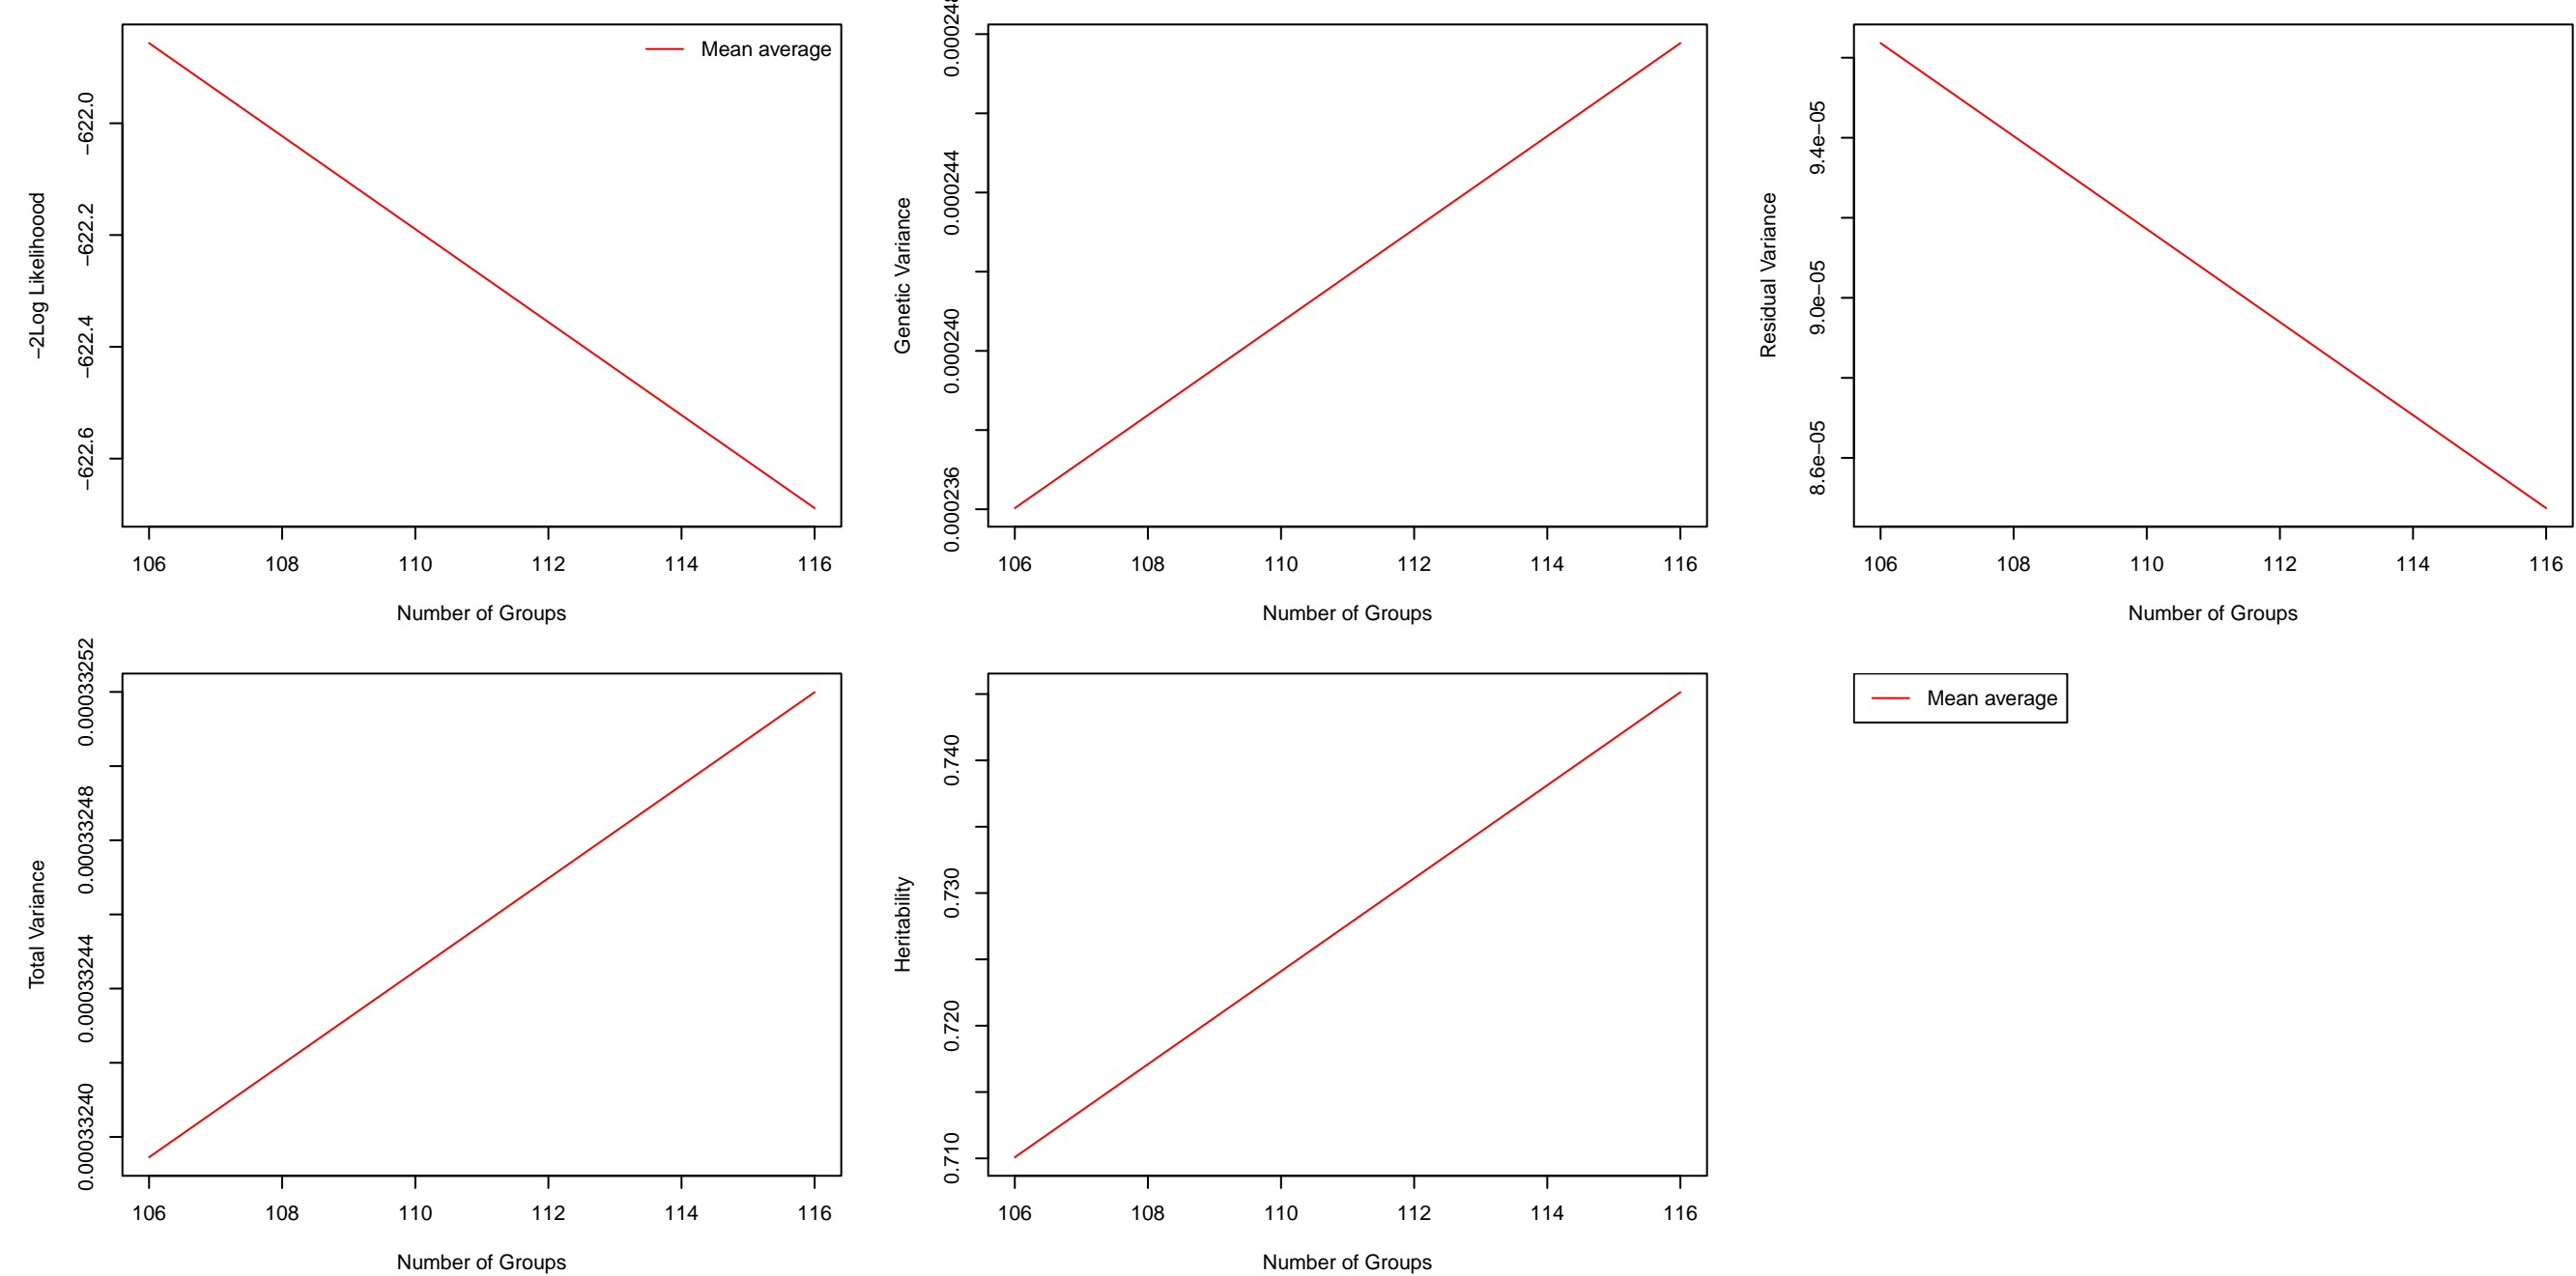 Mean average
−2Log Likelihoood
−622.0
−622.2
−622.4
−622.6
106 108 110 112 114 116
Number of Groups
Genetic Variance
0.000248
0.000244
0.000240
0.000236
106 108 110 112 114 116
Number of Groups
Residual Variance
9.4e−05
9.0e−05
8.6e−05
106 108 110 112 114 116
Number of Groups
Total Variance
0.00033252
0.00033248
0.00033244
0.00033240
106 108 110 112 114 116
Number of Groups
Heritability
0.740
0.730
0.720
0.710
106 108 110 112 114 116
Number of Groups
Mean average